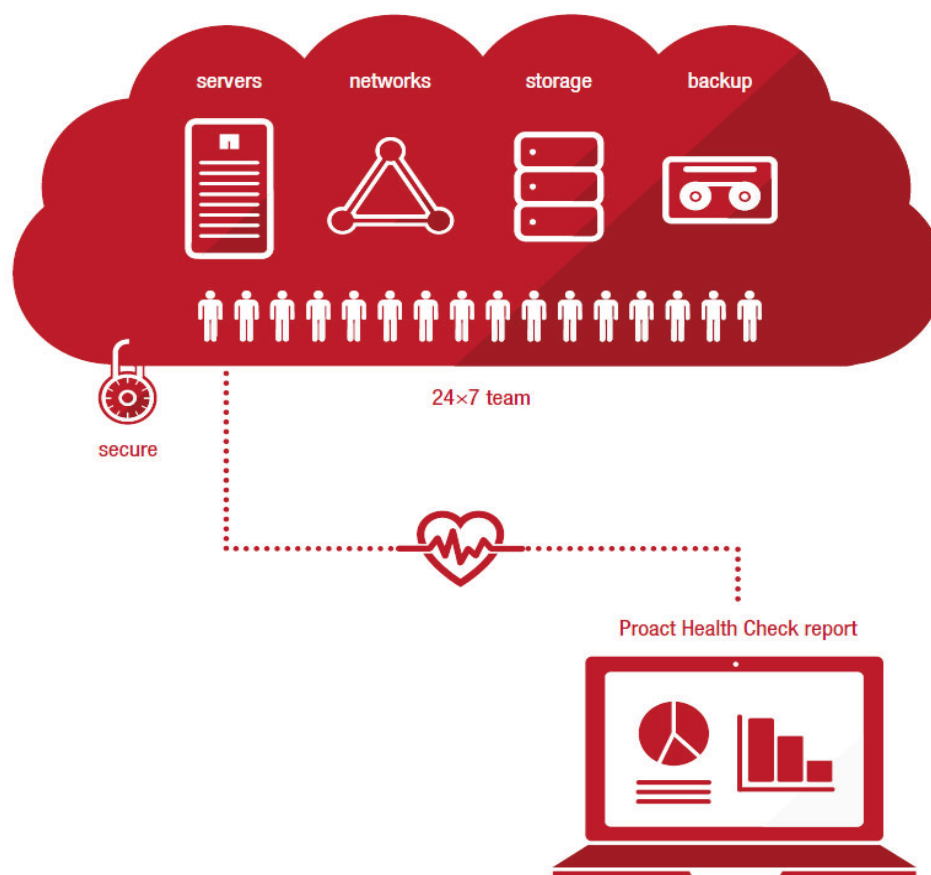 servers networks storage backup
24×7 team
secure
Proact Health Check report